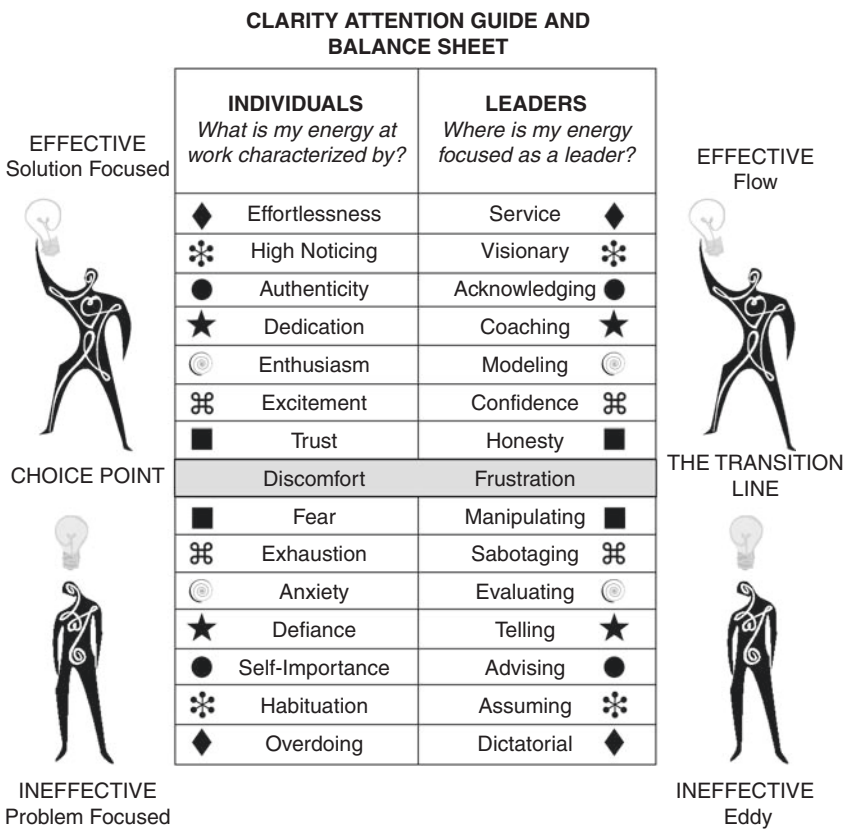 CLARITY ATTENTION GUIDE AND
BALANCE SHEET
INDIVIDUALS
What is my energy at
work characterized by?
LEADERS
Where is my energy
focused as a leader?
EFFECTIVE
Solution Focused
EFFECTIVE
Flow
Effortlessness Service
High Noticing Visionary
Authenticity Acknowledging
Dedication Coaching
Enthusiasm Modeling
Excitement Confidence
Trust Honesty
CHOICE POINT
Discomfort Frustration
THE TRANSITION
LINE
Fear Manipulating
Exhaustion Sabotaging
Anxiety Evaluating
Defiance Telling
Self-Importance Advising
Habituation Assuming
Overdoing Dictatorial
INEFFECTIVE
Problem Focused
INEFFECTIVE
Eddy